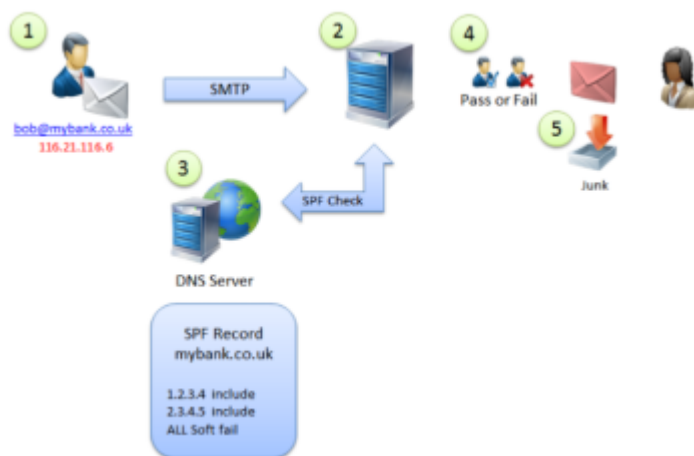 1
2
4
SMTP
Pass or Fail
bob@mybank.co.uk
116.21.116.6
5
3
SPF Check
Junk
DNS Server
SPF Record
mybank.co.uk
1.2.3.4 include
2.3.4.5 include
ALL Soft fail